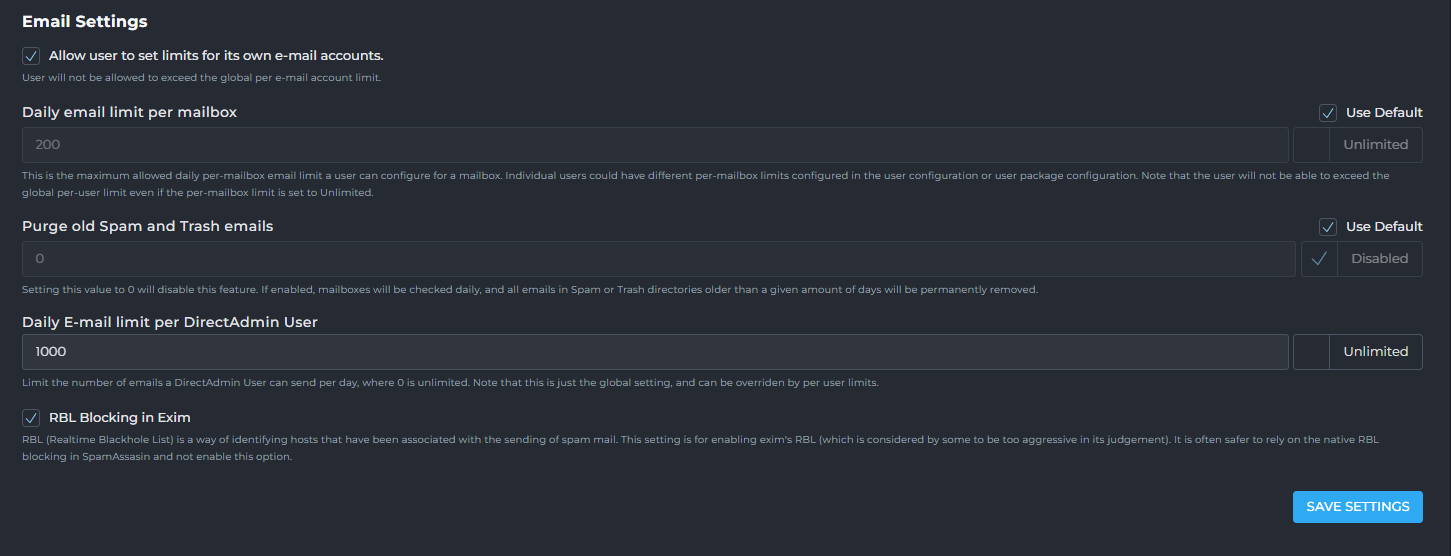 Email Settings
Allow user to set limits for its own e-mail accounts.
User will not be allowed to exceed the global per e-mail account limit.
Daily email limit per mailbox
Use Default
200
Unlimited
This is the maximum allowed daily per-mailbox email limit a user can configure for a mailbox. Individual users could have different per-mailbox limits configured in the user configuration or user package configuration. Note that the user will not be able to exceed the
global per-user limit even if the per-mailbox limit is set to Unlimited.
Purge old Spam and Trash emails
Use Default
0
Disabled
Setting this value to 0 will disable this feature. If enabled, mailboxes will be checked daily, and all emails in Spam or Trash directories older than a given amount of days will be permanently removed.
Daily E-mail limit per DirectAdmin User
1000
Unlimited
Limit the number of emails a DirectAdmin User can send per day, where 0 is unlimited. Note that this is just the global setting, and can be overriden by per user limits.
RBL Blocking in Exim
RBL (Realtime Blackhole List) is a way of identifying hosts that have been associated with the sending of spam mail. This setting is for enabling exim's RBL (which is considered by some to be too aggressive in its judgement). It is often safer to rely on the native RBL
blocking in SpamAssasin and not enable this option.
SAVE SETTINGS